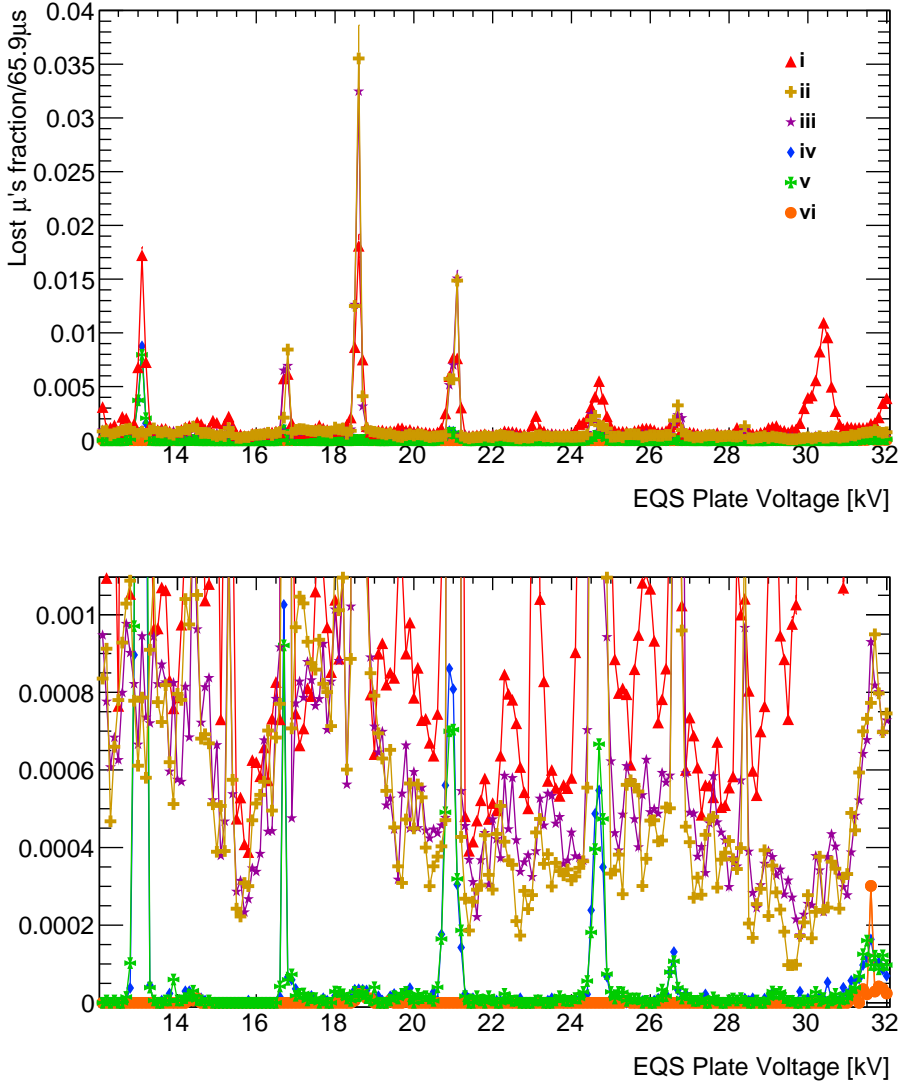 Lost μ's fraction/65.9μs
0.04
0.035
0.03
0.025
0.02
0.015
0.01
0.005
0
i
ii
iii
iv
v
vi
14 16 18 20 22 24 26 28 30 32
EQS Plate Voltage [kV]
0.001
0.0008
0.0006
0.0004
0.0002
0
14 16 18 20 22 24 26 28 30 32
EQS Plate Voltage [kV]